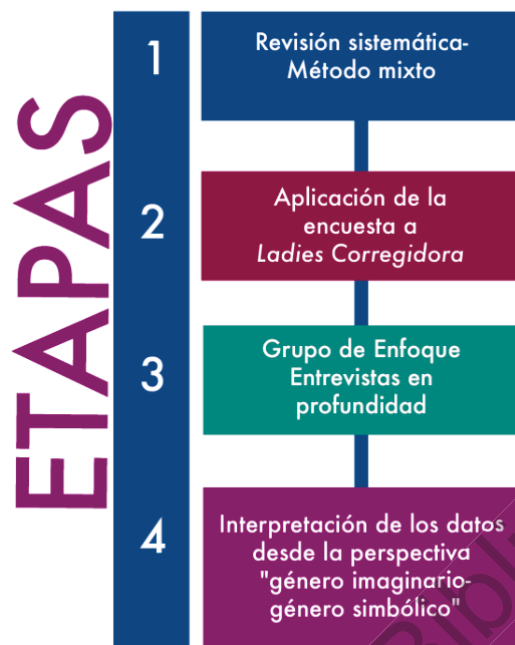 ETAPAS
1
Revisión sistemática-
Método mixto
2
Aplicación de la
encuesta a
Ladies Corregidora
3
Grupo de Enfoque
Entrevistas en
profundidad
4
Interpretación de los datos
desde la perspectiva
"género imaginario-
género simbólico"